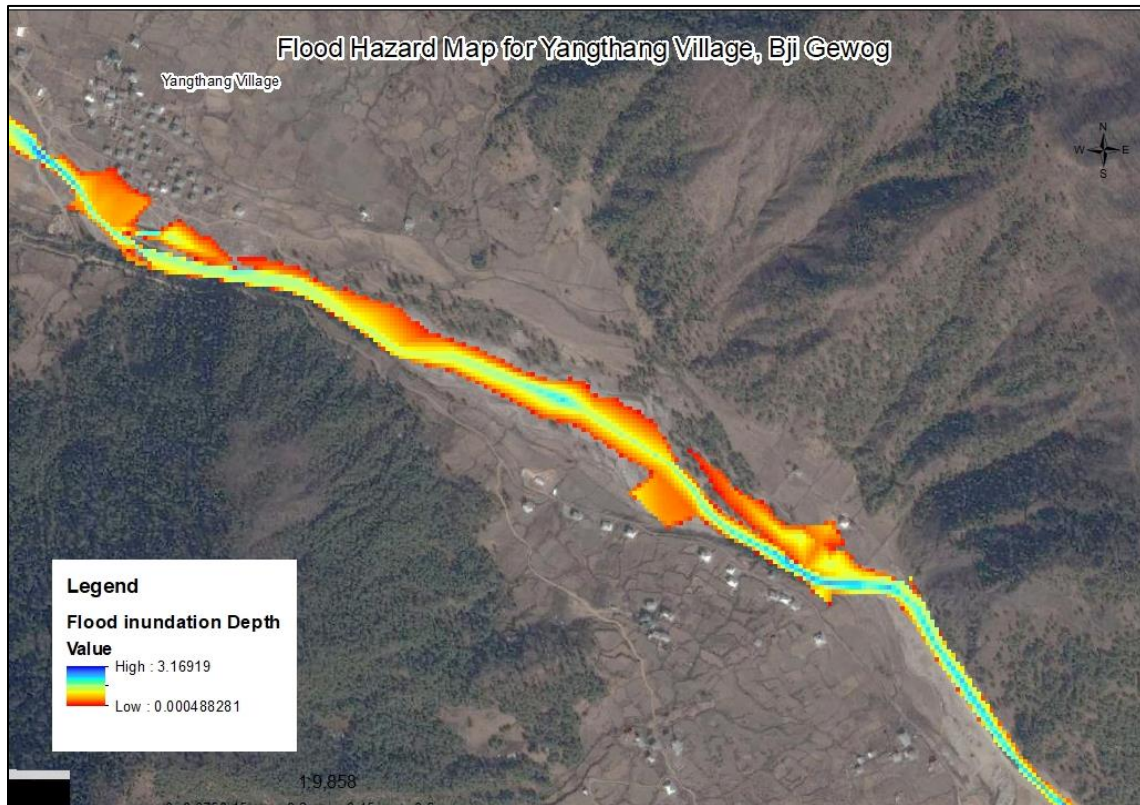 Flood Hazard Map for Yangthang Village, Bji Gewog
Yangthang Village
N
W E
S
Legend
Flood inundation Depth
Value
High : 3.16919
Low : 0.000488281
1:9,858